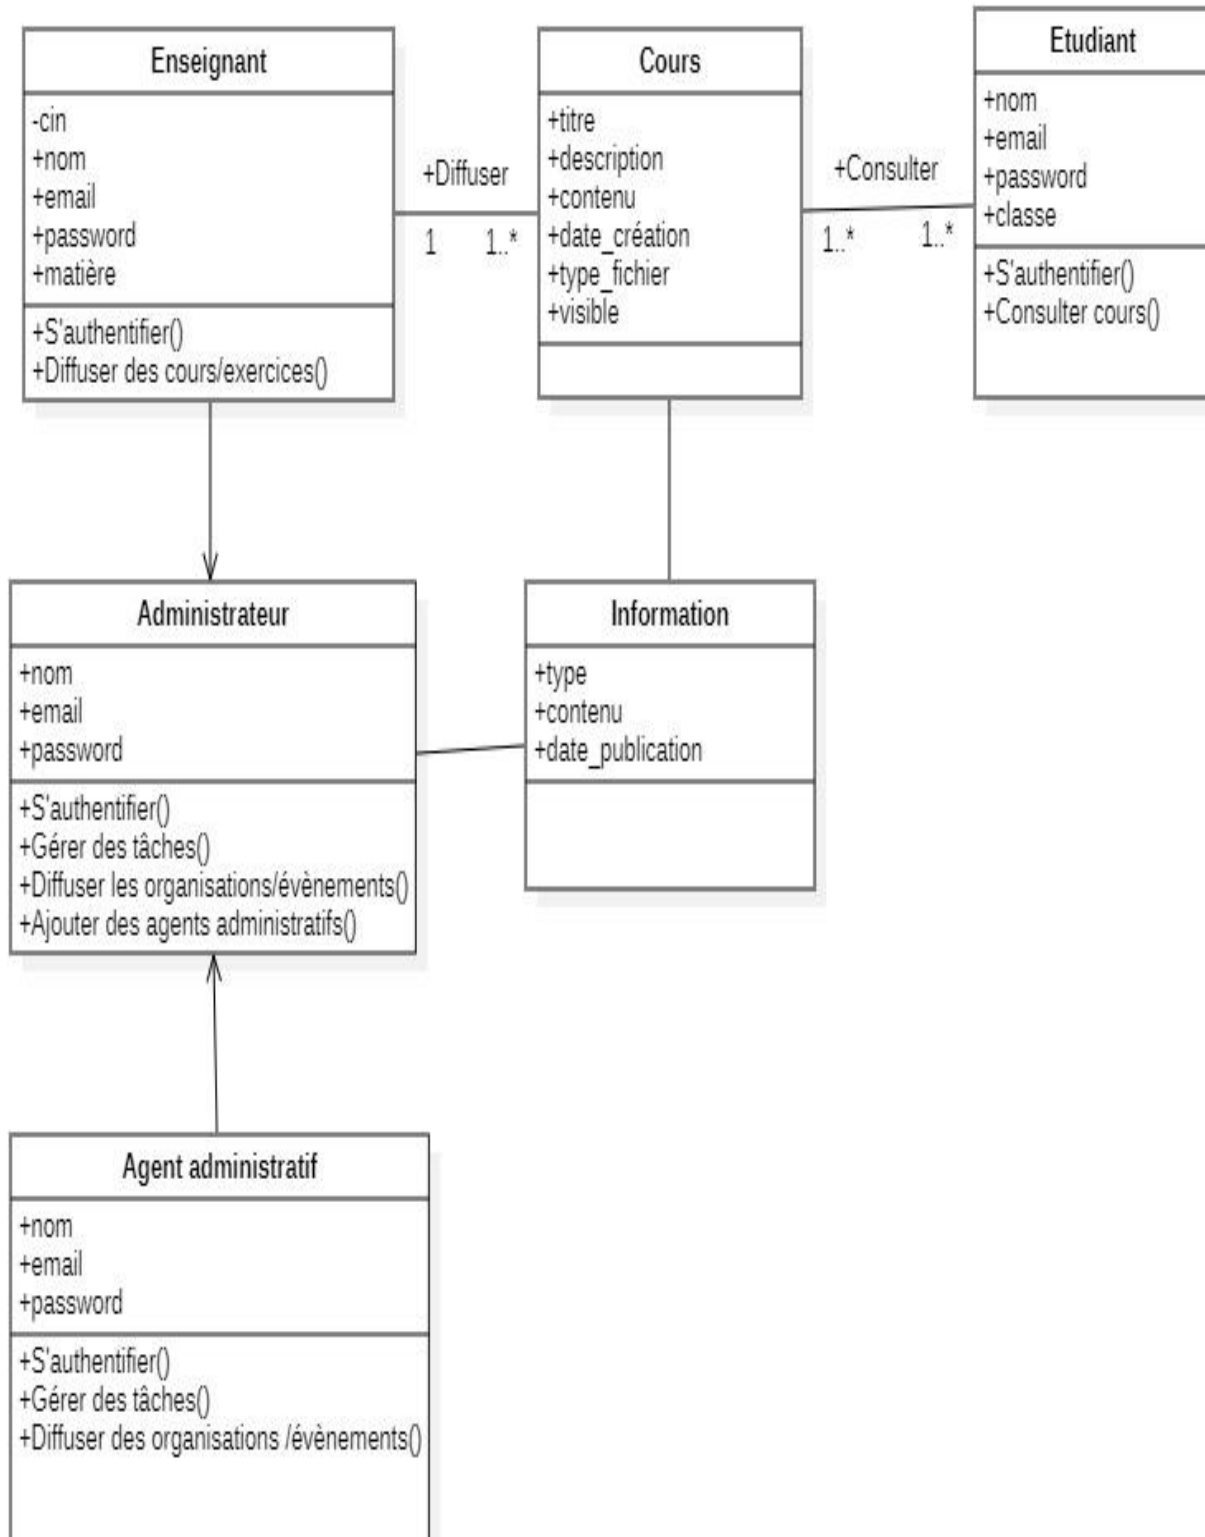 Enseignant
-cin
+nom
+email
+password
+matière
+S'authentifier()
+Diffuser des cours/exercices()
+Diffuser
1
1..*
Cours
+titre
+description
+contenu
+date_création
+type_fichier
+visible
+Consulter
1..*
1..*
Etudiant
+nom
+email
+password
+classe
+S'authentifier()
+Consulter cours()
Administrateur
+nom
+email
+password
+S'authentifier()
+Gérer des tâches()
+Diffuser les organisations/évènements()
+Ajouter des agents administratifs()
Information
+type
+contenu
+date_publication
Agent administratif
+nom
+email
+password
+S'authentifier()
+Gérer des tâches()
+Diffuser des organisations /évènements()